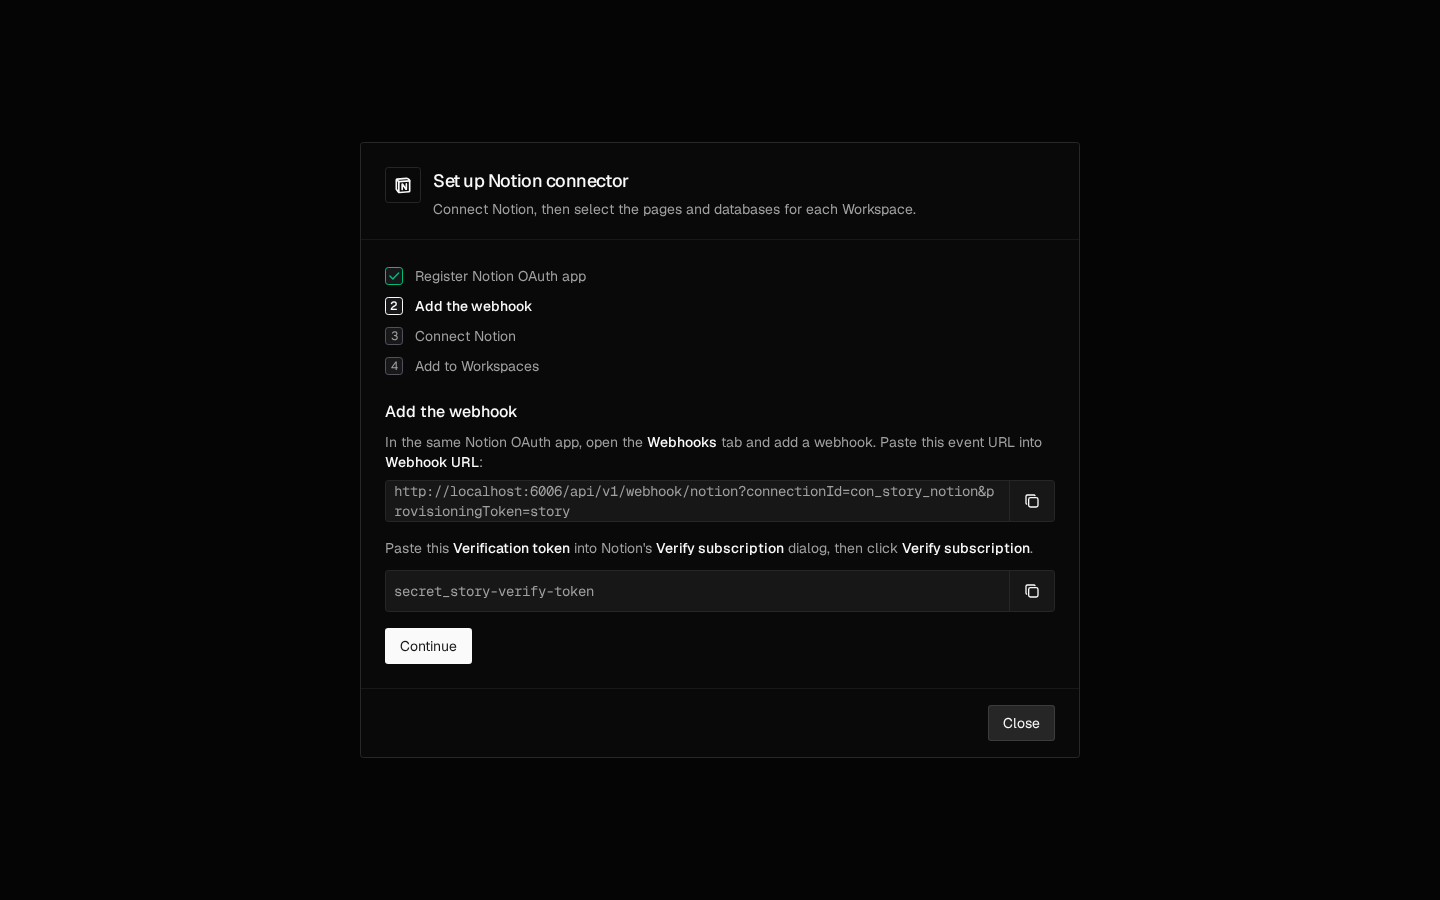 Set up Notion connector
Connect Notion, then select the pages and databases for each Workspace.
Register Notion OAuth app
2 Add the webhook
3 Connect Notion
4 Add to Workspaces
Add the webhook
In the same Notion OAuth app, open the Webhooks tab and add a webhook. Paste this event URL into
Webhook URL:
http://localhost:6006/api/v1/webhook/notion?connectionId=con_story_notion&p
rovisioningToken=story
Paste this Verification token into Notion's Verify subscription dialog, then click Verify subscription.
secret_story-verify-token
Continue
Close